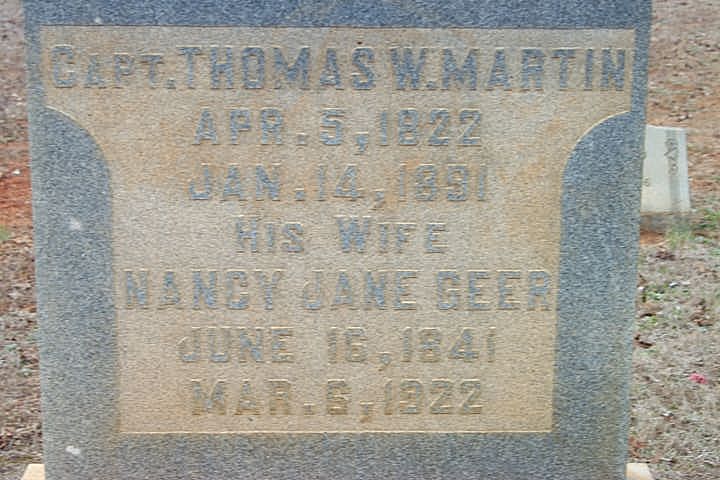 CAPT. THOMAS W. MARTIN
APR. 5, 1822
JAN. 14, 1891
HIS WIFE
NANCY JANE GEER
JUNE 16, 1841
MAR. 6, 1922